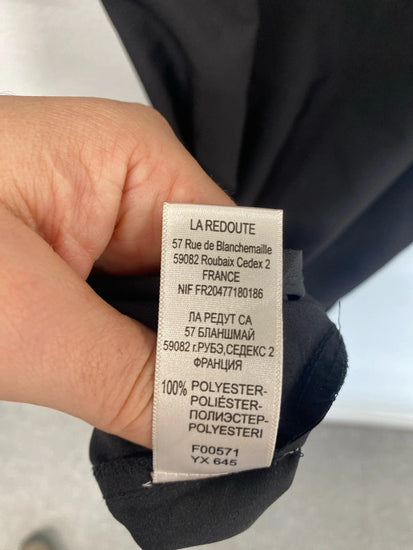 LA REDOUTE
57 Rue de Blanchemaille
59082 Roubaix Cedex 2
FRANCE
NIF FR20477180186
ЛА РЕДУТ СА
57 БЛАНШМАЙ
59082 г.РУБЭ, СЕДЕКС 2
ФРАНЦИЯ
100% POLYESTER-
POLIÉSTER-
ПОЛИЭСТЕР-
POLYESTERI
F00571
YX 645